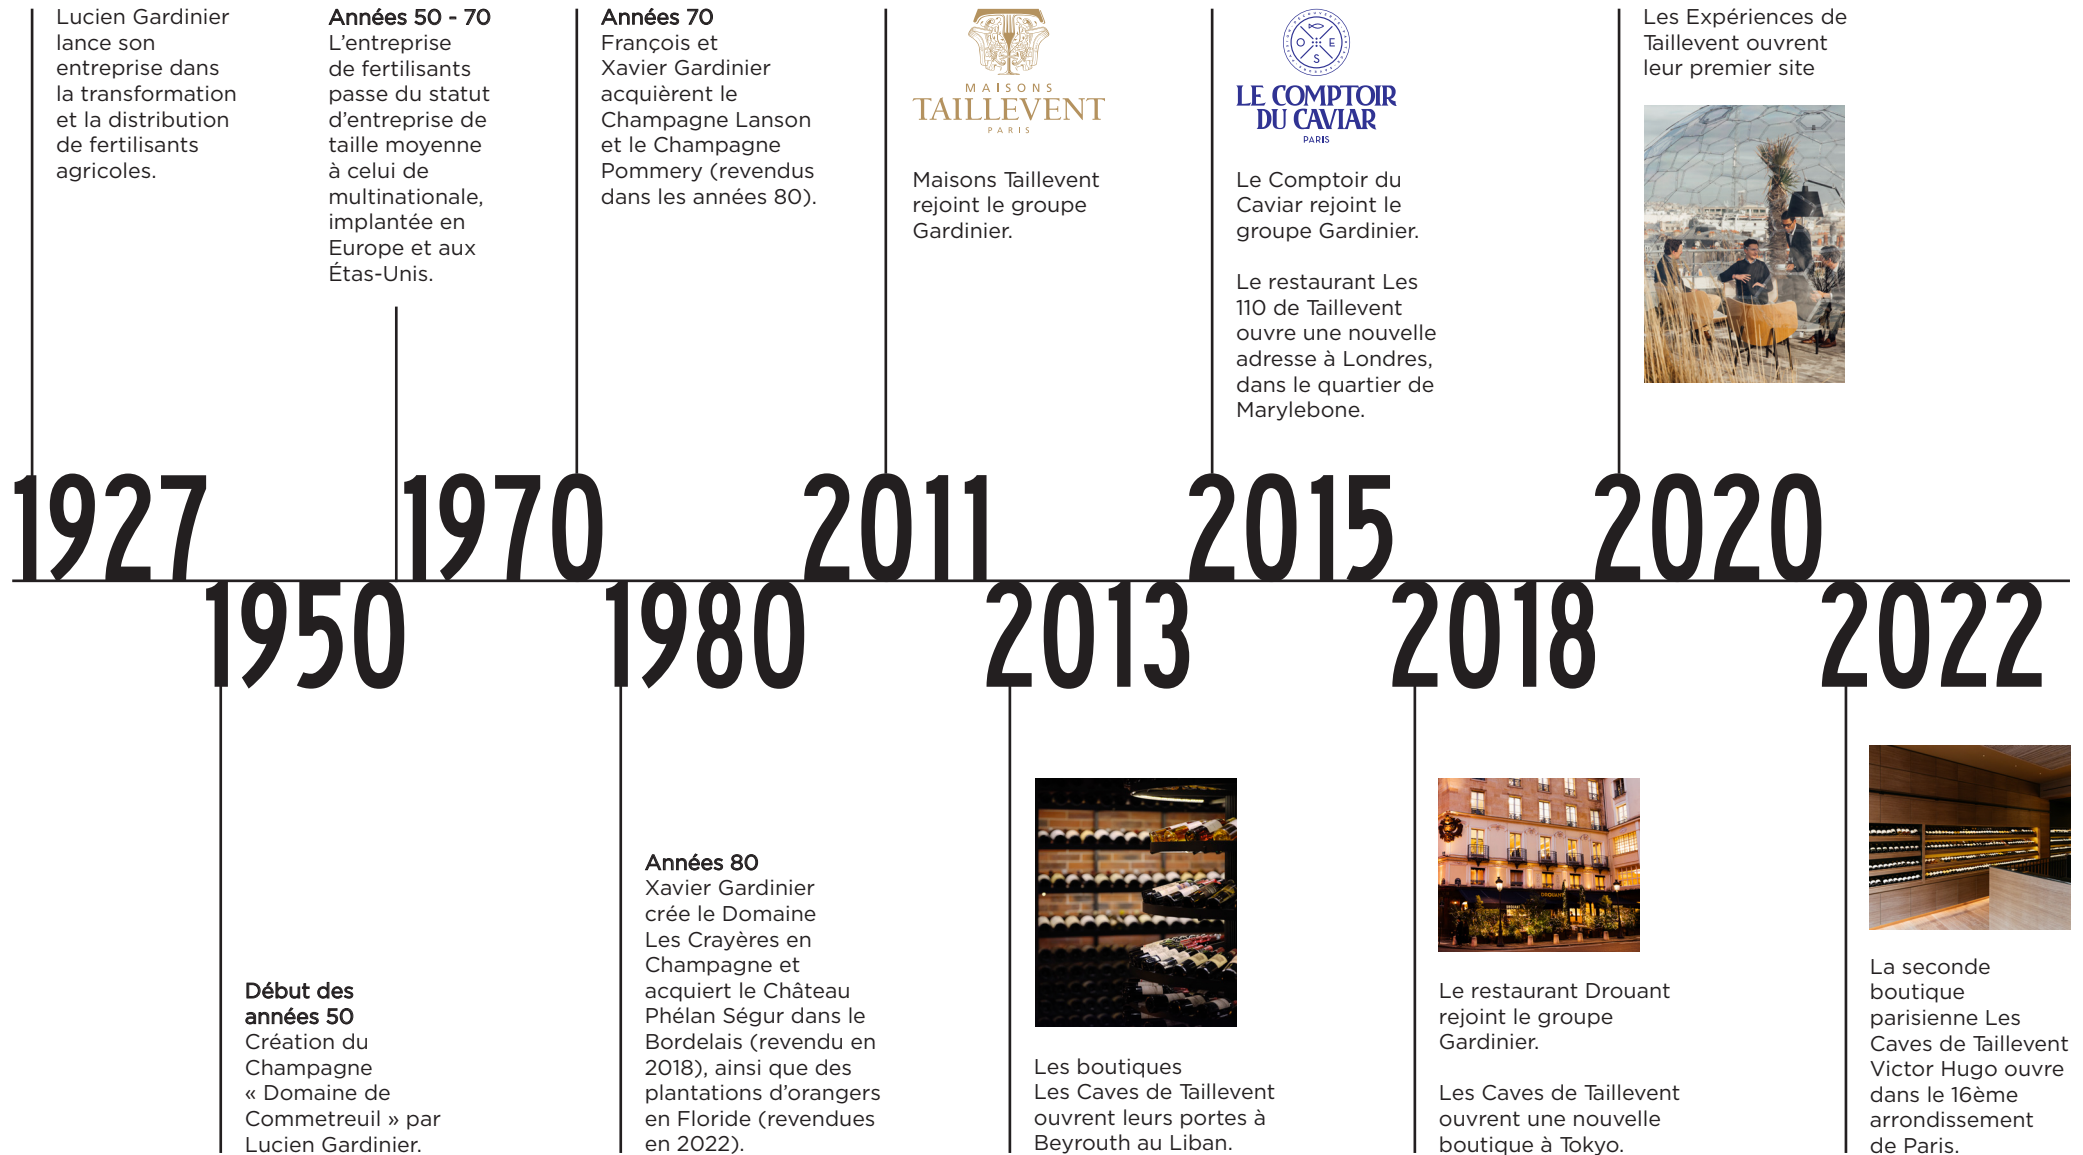 Lucien Gardinier
lance son
entreprise dans
la transformation
et la distribution
de fertilisants
agricoles.
Années 50 - 70
L’entreprise
de fertilisants
passe du statut
d’entreprise de
taille moyenne
à celui de
multinationale,
implantée en
Europe et aux
Étas-Unis.
Années 70
François et
Xavier Gardinier
acquièrent le
Champagne Lanson
et le Champagne
Pommery (revendus
dans les années 80).
MAISONS
TAILLEVENT
PARIS
Maisons Taillevent
rejoint le groupe
Gardinier.
O E
S
LE COMPTOIR
DU CAVIAR
PARIS
Le Comptoir du
Caviar rejoint le
groupe Gardinier.
Le restaurant Les
110 de Taillevent
ouvre une nouvelle
adresse à Londres,
dans le quartier de
Marylebone.
Les Expériences de
Taillevent ouvrent
leur premier site
1927
1970
2011
2015
2020
1950
1980
2013
2018
2022
Début des
années 50
Création du
Champagne
« Domaine de
Commetreuil » par
Lucien Gardinier.
Années 80
Xavier Gardinier
crée le Domaine
Les Crayères en
Champagne et
acquiert le Château
Phélan Ségur dans le
Bordelais (revendu en
2018), ainsi que des
plantations d’orangers
en Floride (revendues
en 2022).
Les boutiques
Les Caves de Taillevent
ouvrent leurs portes à
Beyrouth au Liban.
DROUANT
Le restaurant Drouant
rejoint le groupe
Gardinier.
Les Caves de Taillevent
ouvrent une nouvelle
boutique à Tokyo.
La seconde
boutique
parisienne Les
Caves de Taillevent
Victor Hugo ouvre
dans le 16ème
arrondissement
de Paris.